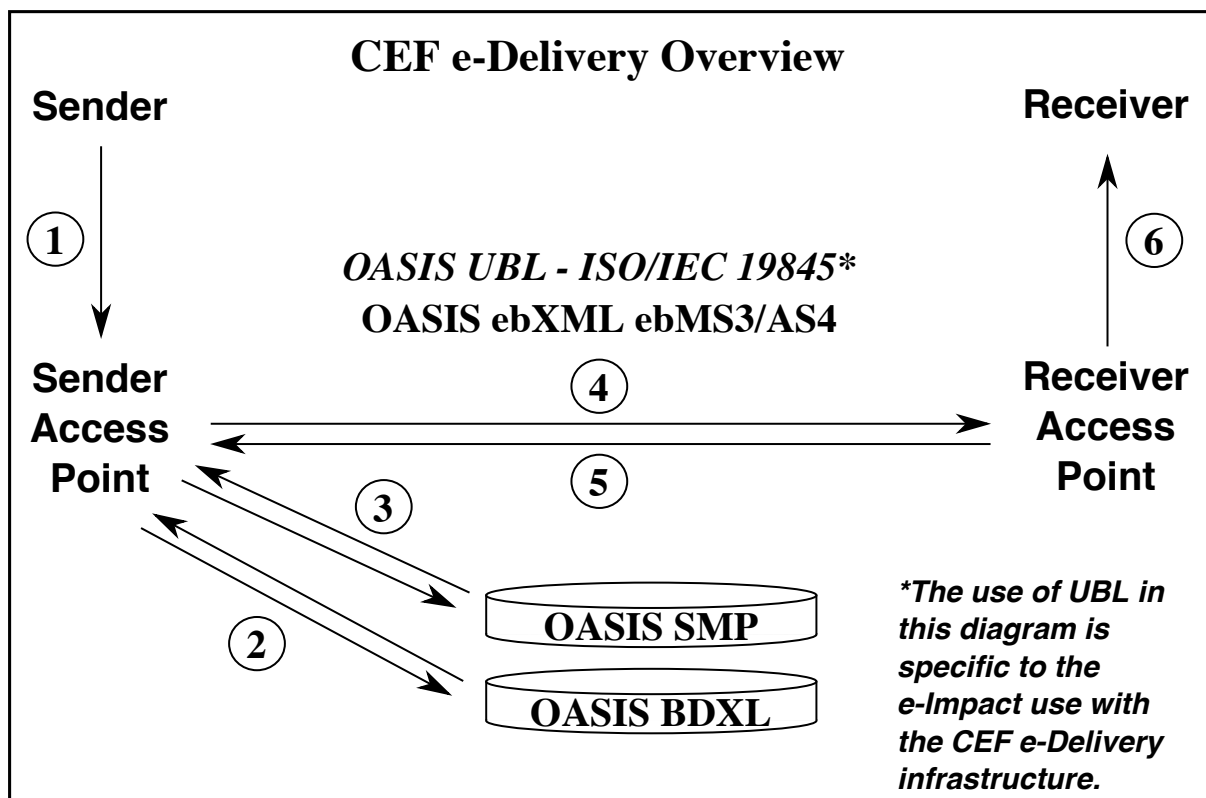 CEF e-Delivery Overview
Sender
Receiver
1
6
OASIS UBL - ISO/IEC 19845*
OASIS ebXML ebMS3/AS4
Sender
Access
Point
4
Receiver
Access
Point
5
3
2
OASIS SMP
OASIS BDXL
*The use of UBL in
this diagram is
specific to the
e-Impact use with
the CEF e-Delivery
infrastructure.